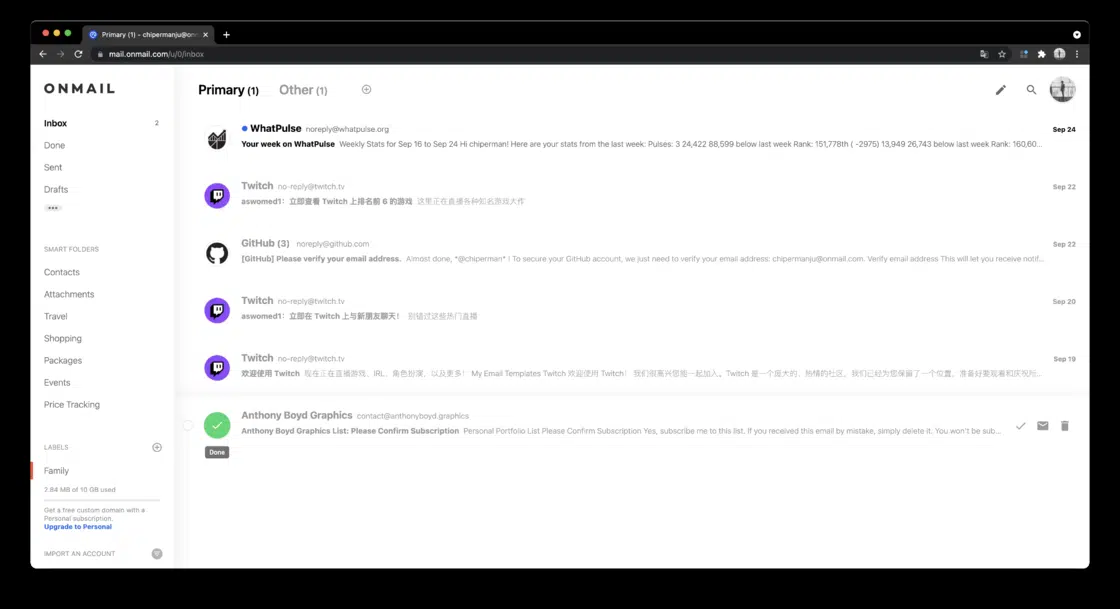 Primary (1) - chipermanju@on
mail.onmail.com/u/0/inbox
ONMAIL
Inbox 2
Done
Sent
Drafts
SMART FOLDERS
Contacts
Attachments
Travel
Shopping
Packages
Events
Price Tracking
LABELS
Family
2.84 MB of 10 GB used
Get a free custom domain with a
Personal subscription.
Upgrade to Personal
IMPORT AN ACCOUNT
Primary (1) Other (1)
WhatPulse noreply@whatpulse.org Sep 24
Your week on WhatPulse Weekly Stats for Sep 16 to Sep 24 Hi chiperman! Here are your stats from the last week: Pulses: 3 24,422 88,599 below last week Rank: 151,778th ( -2975) 13,949 26,743 below last week Rank: 160,60...
Twitch no-reply@twitch.tv Sep 22
aswomed1：立即查看 Twitch 上排名前 6 的游戏 这里正在直播各种知名游戏大作
GitHub (3) noreply@github.com Sep 22
[GitHub] Please verify your email address. Almost done, *@chiperman* ! To secure your GitHub account, we just need to verify your email address: chipermanju@onmail.com. Verify email address This will let you receive notif...
Twitch no-reply@twitch.tv Sep 20
aswomed1：立即在 Twitch 上与新朋友聊天！ 别错过这些热门直播
Twitch no-reply@twitch.tv Sep 19
欢迎使用 Twitch 现在正在直播游戏、IRL、角色扮演，以及更多！ My Email Templates Twitch 欢迎使用 Twitch！ 我们很高兴您能一起加入。Twitch 是一个庞大的、热情的社区。我们已经为您保留了一个位置，准备好要观看和庆祝所...
Anthony Boyd Graphics contact@anthonyboyd.graphics
Anthony Boyd Graphics List: Please Confirm Subscription Personal Portfolio List Please Confirm Subscription Yes, subscribe me to this list. If you received this email by mistake, simply delete it. You won't be sub...
Done